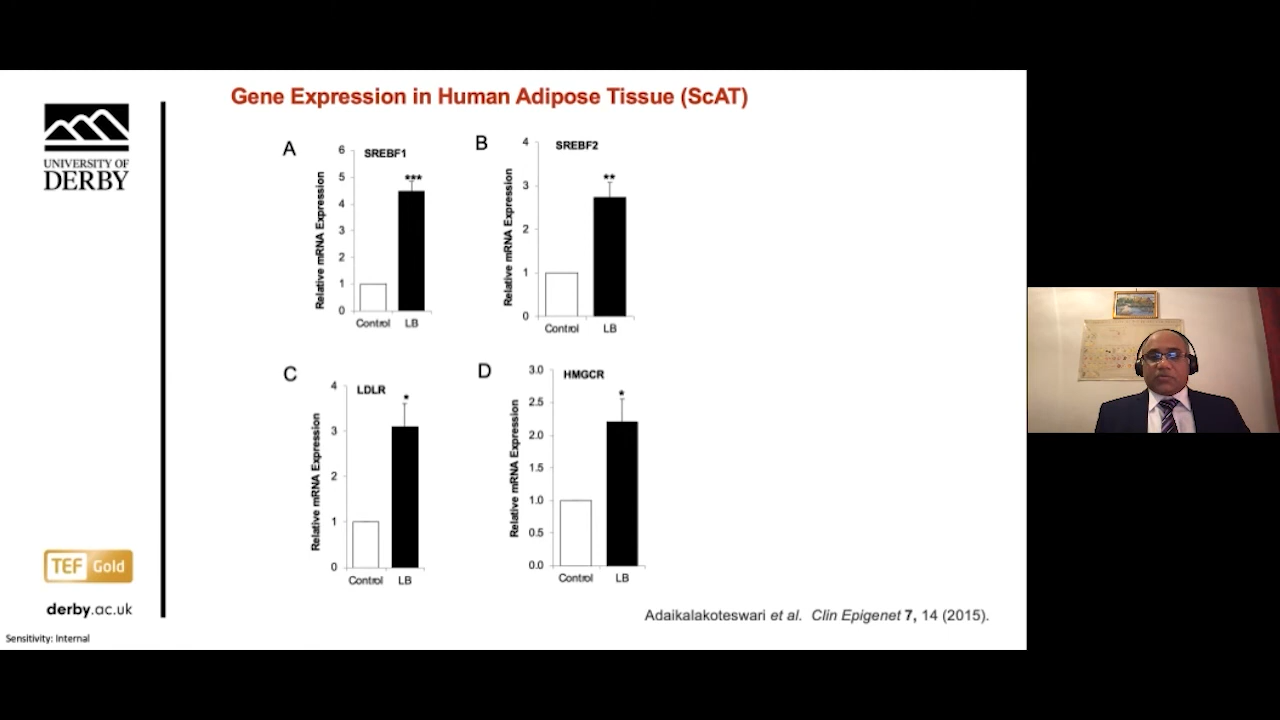 Gene Expression in Human Adipose Tissue (ScAT)
UNIVERSITY OF
DERBY
A
SREBF1
***
Relative mRNA Expression
6
5
4
3
2
1
0
Control LB
B
SREBF2
**
Relative mRNA Expression
4
3
2
1
0
Control LB
C
LDLR
*
Relative mRNA Expression
4
3
2
1
0
Control LB
D
HMGCR
*
Relative mRNA Expression
3.0
2.5
2.0
1.5
1.0
0.5
0.0
Control LB
TEF Gold
derby.ac.uk
Adaikalakoteswari et al. Clin Epigenet 7, 14 (2015).
Sensitivity: Internal